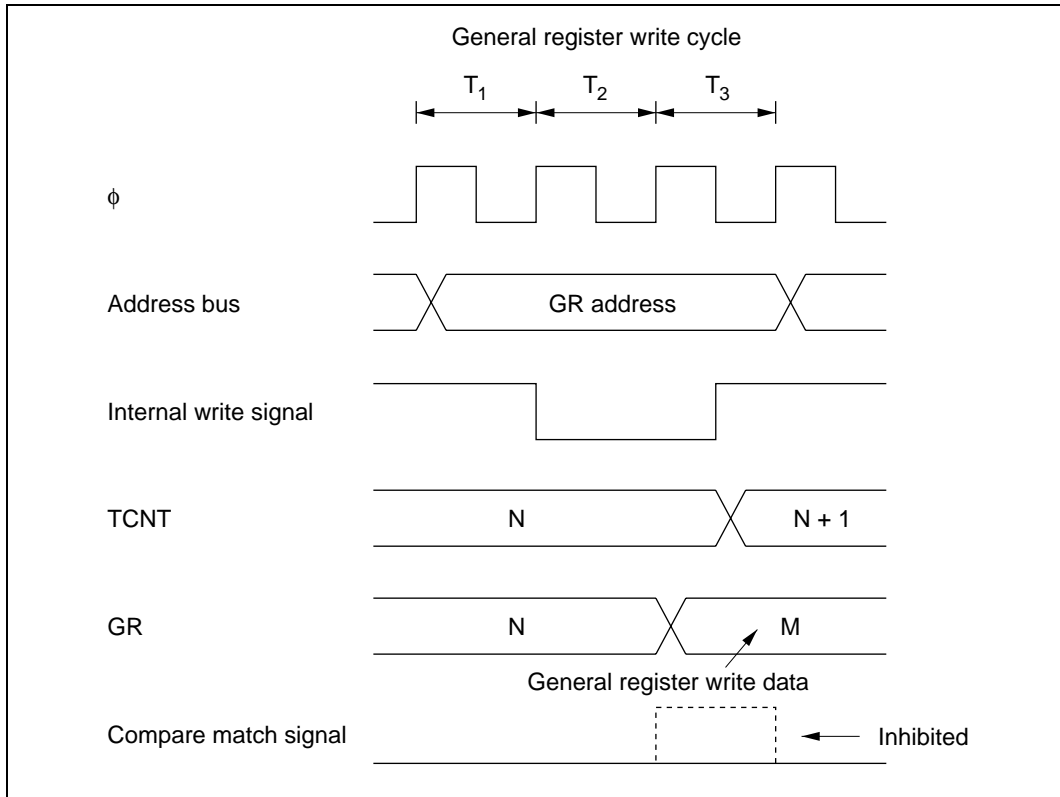 General register write cycle
T1 T2 T3
ϕ
Address bus GR address
Internal write signal
TCNT N N + 1
GR N M
General register write data
Compare match signal Inhibited